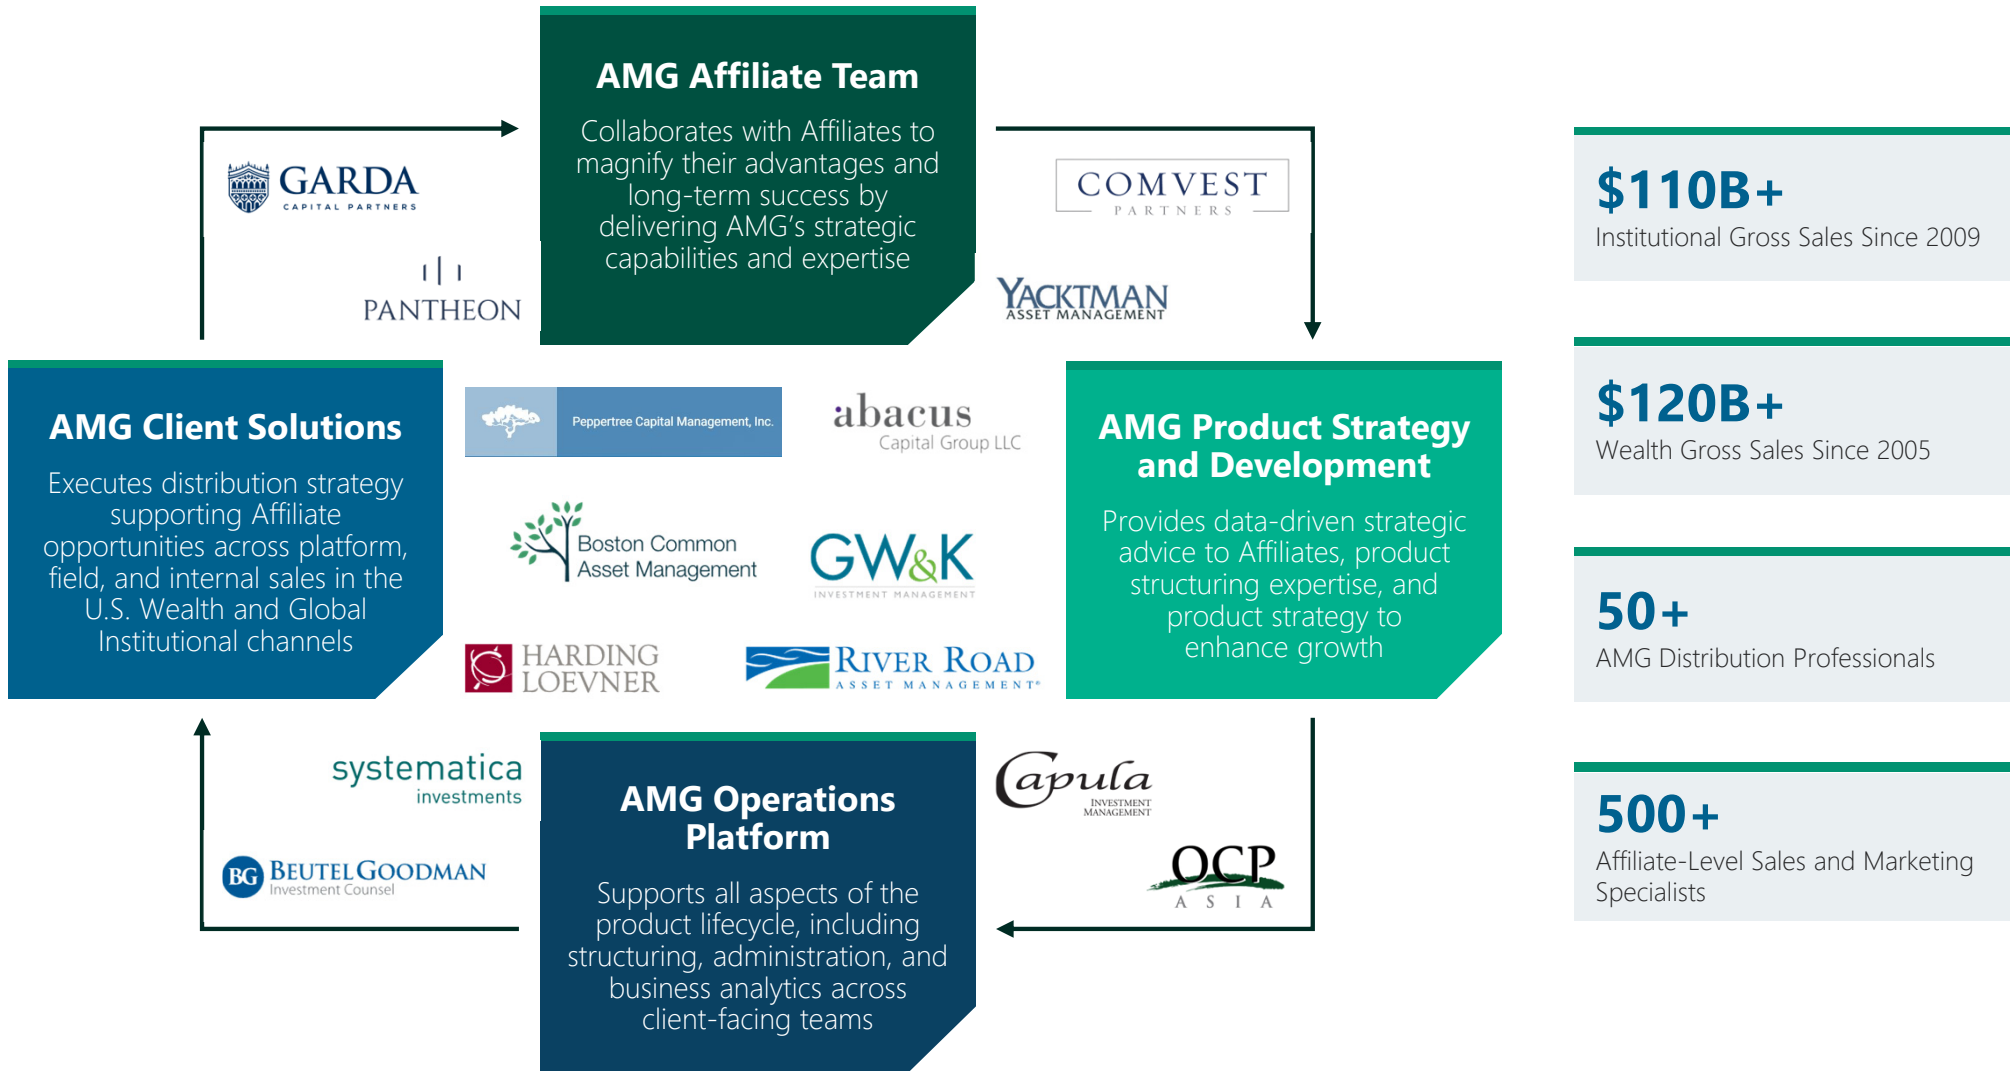 AMG Affiliate Team
Collaborates with Affiliates to
magnify their advantages and
long-term success by
delivering AMG's strategic
capabilities and expertise
GARDA
CAPITAL PARTNERS
PANTHEON
COMVEST
PARTNERS
YACKTMAN
ASSET MANAGEMENT
AMG Client Solutions
Executes distribution strategy
supporting Affiliate
opportunities across platform,
field, and internal sales in the
U.S. Wealth and Global
Institutional channels
Peppertree Capital Management, Inc.
abacus
Capital Group LLC
Boston Common
Asset Management
GW&K
INVESTMENT MANAGEMENT
HARDING
LOEVNER
RIVER ROAD
ASSET MANAGEMENT®
AMG Product Strategy
and Development
Provides data-driven strategic
advice to Affiliates, product
structuring expertise, and
product strategy to
enhance growth
systematica
investments
BG BEUTEL GOODMAN
Investment Counsel
AMG Operations
Platform
Supports all aspects of the
product lifecycle, including
structuring, administration, and
business analytics across
client-facing teams
Capula
INVESTMENT
MANAGEMENT
OCP
ASIA
$110B+
Institutional Gross Sales Since 2009
$120B+
Wealth Gross Sales Since 2005
50+
AMG Distribution Professionals
500+
Affiliate-Level Sales and Marketing
Specialists